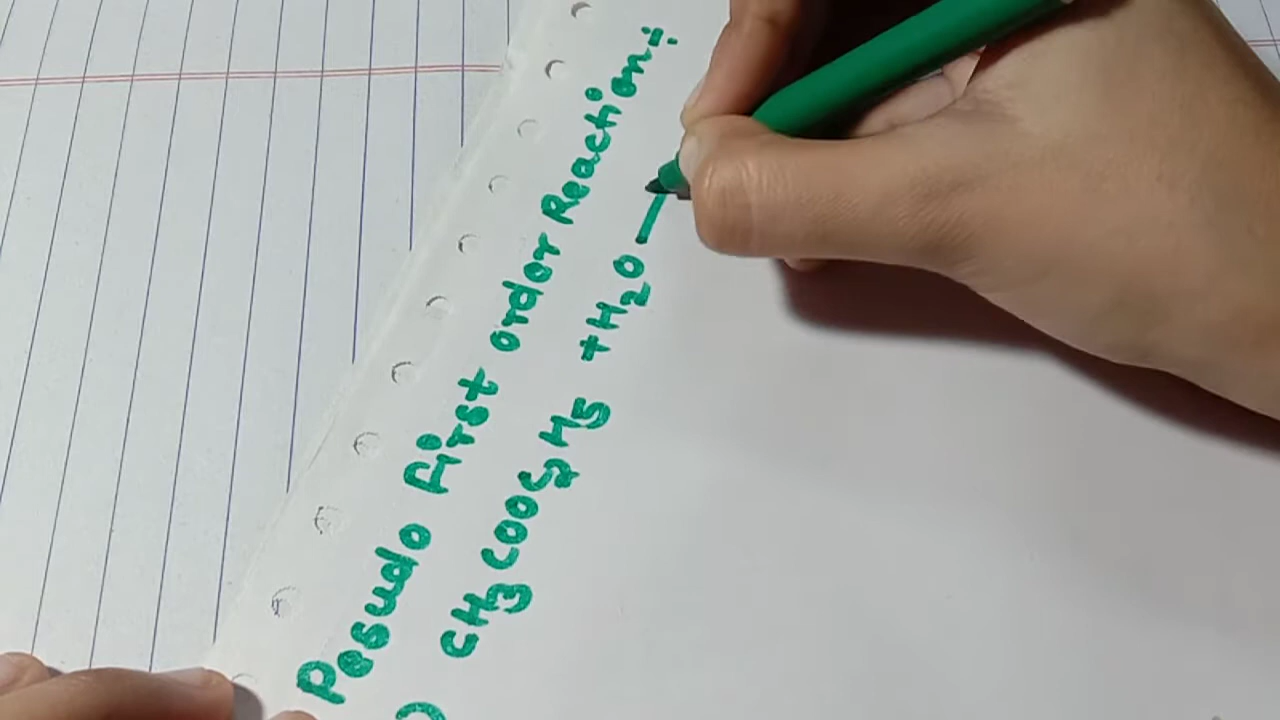 Pesudo first order Reaction:
CH3COOC2H5 + H2O —